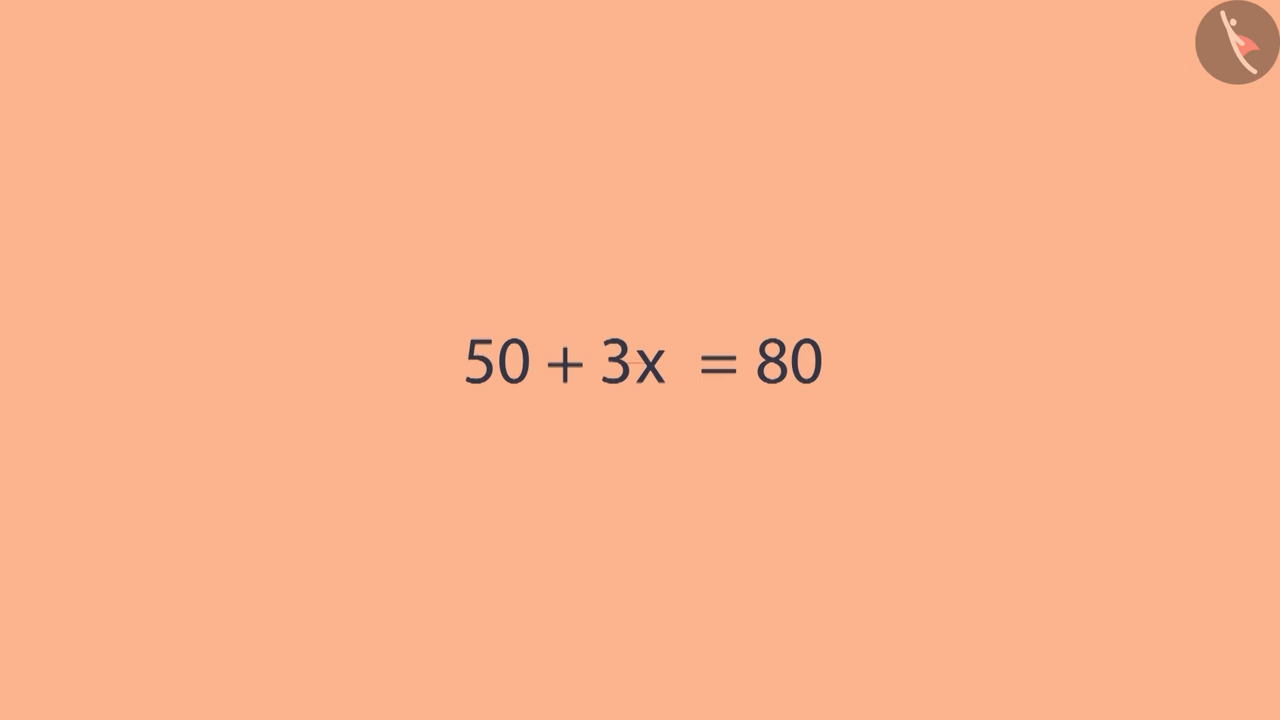 50 + 3x = 80